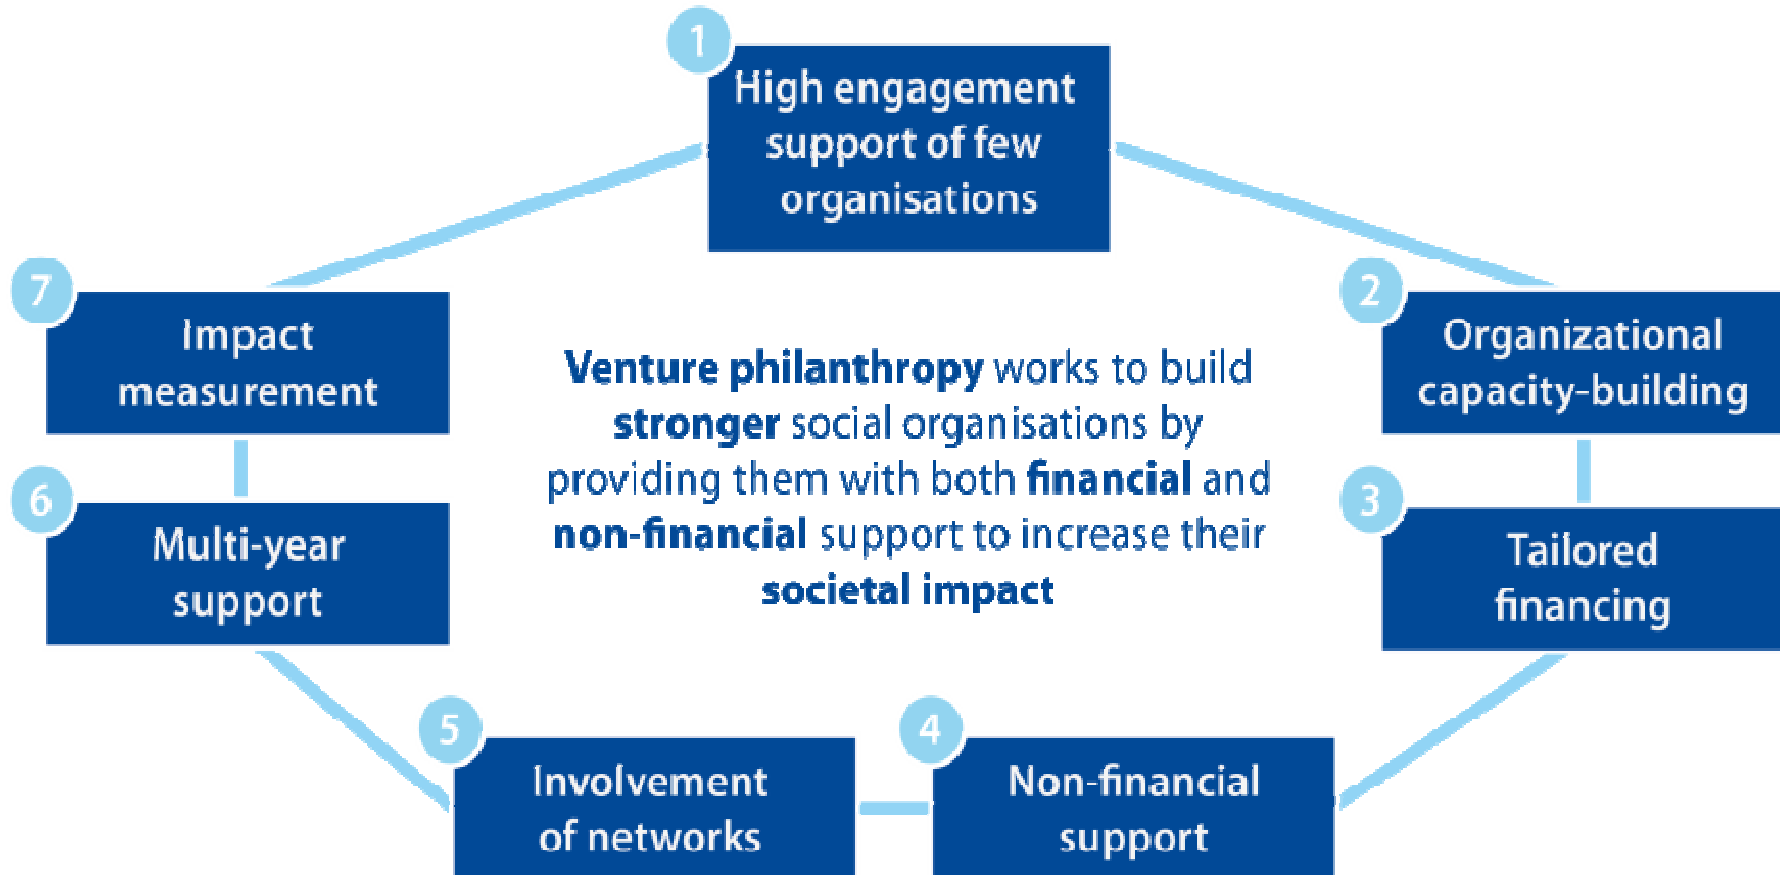 1
High engagement
support of few
organisations
2
Organizational
capacity-building
3
Tailored
financing
4
Non-financial
support
5
Involvement
of networks
6
Multi-year
support
7
Impact
measurement
Venture philanthropy works to build
stronger social organisations by
providing them with both financial and
non-financial support to increase their
societal impact